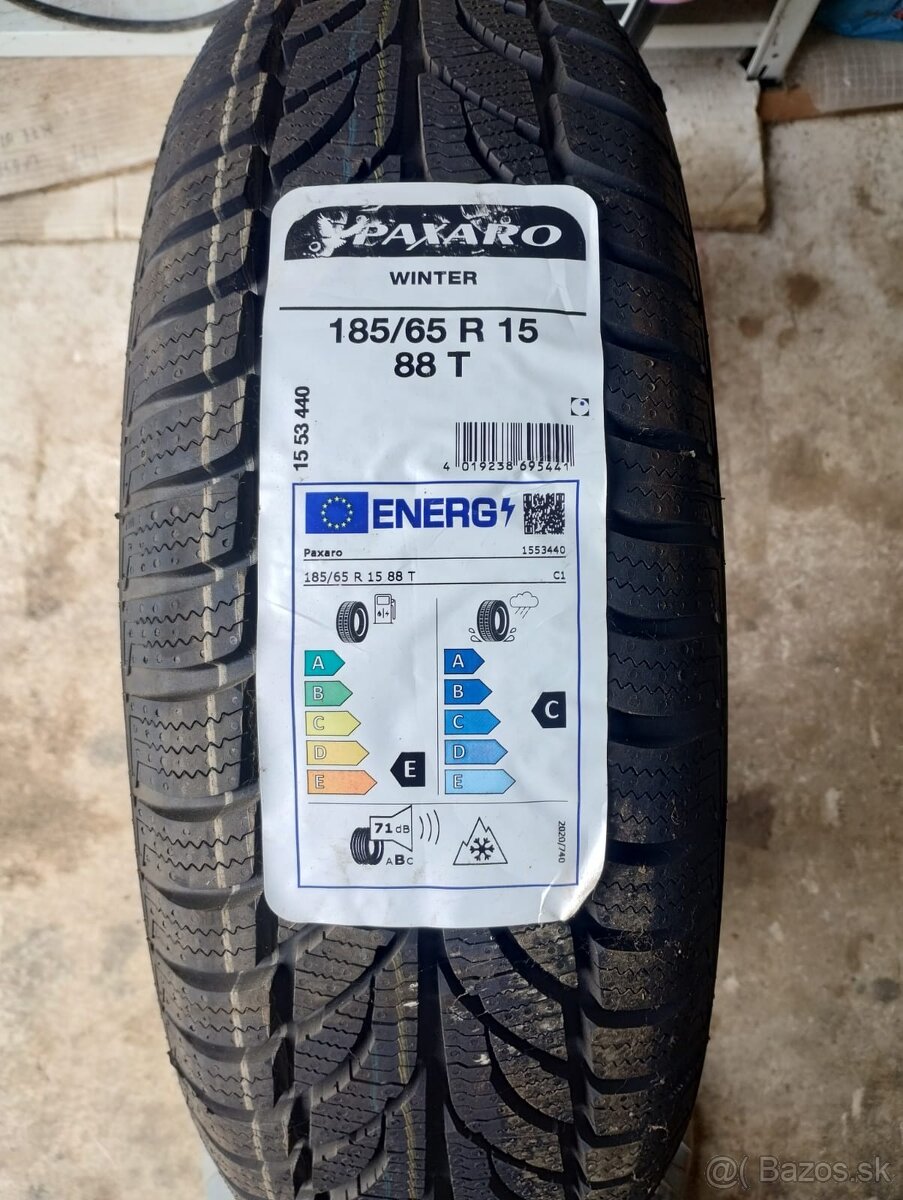 PAXARO
WINTER
185/65 R 15
88 T
15 53 440
4 019238 695441
ENERG
Paxaro 1553440
185/65 R 15 88 T C1
A A
B B
C C C
D D
E E E
71 dB
ABC
2020/740
@( Bazos.sk